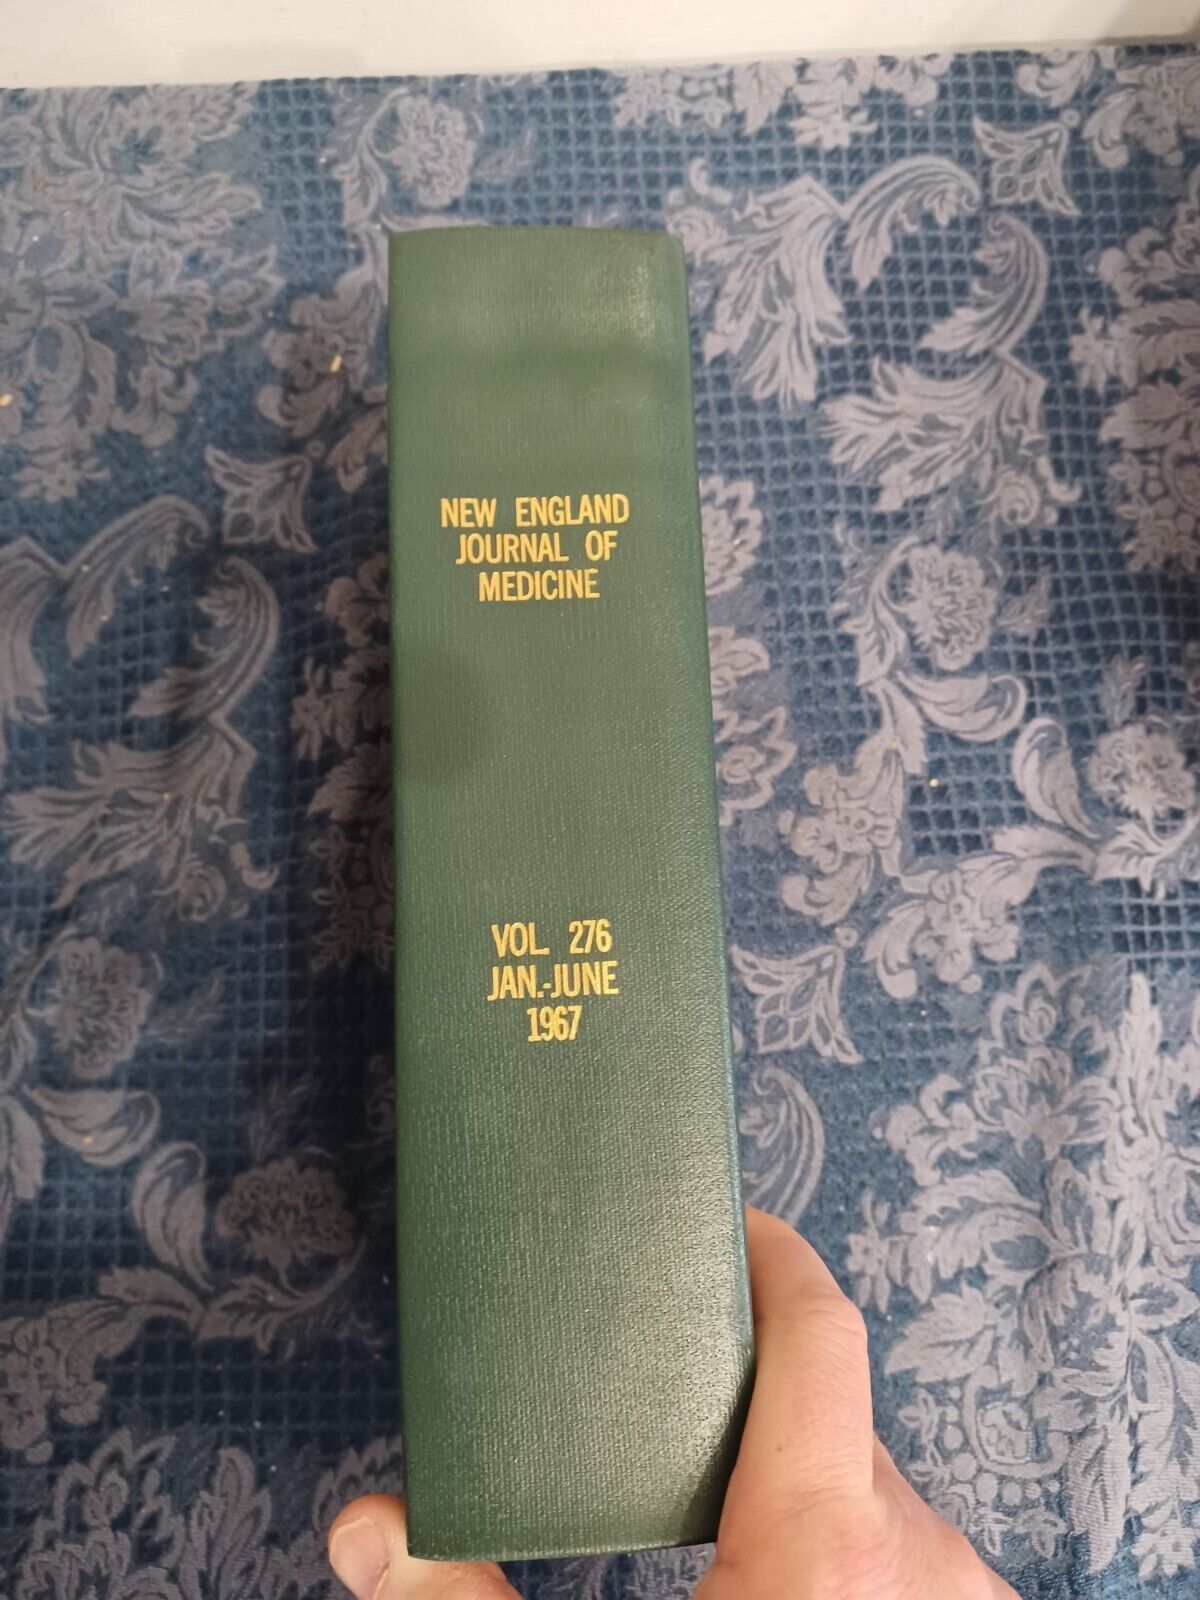 NEW ENGLAND
JOURNAL OF
MEDICINE
VOL. 276
JAN.-JUNE
1967